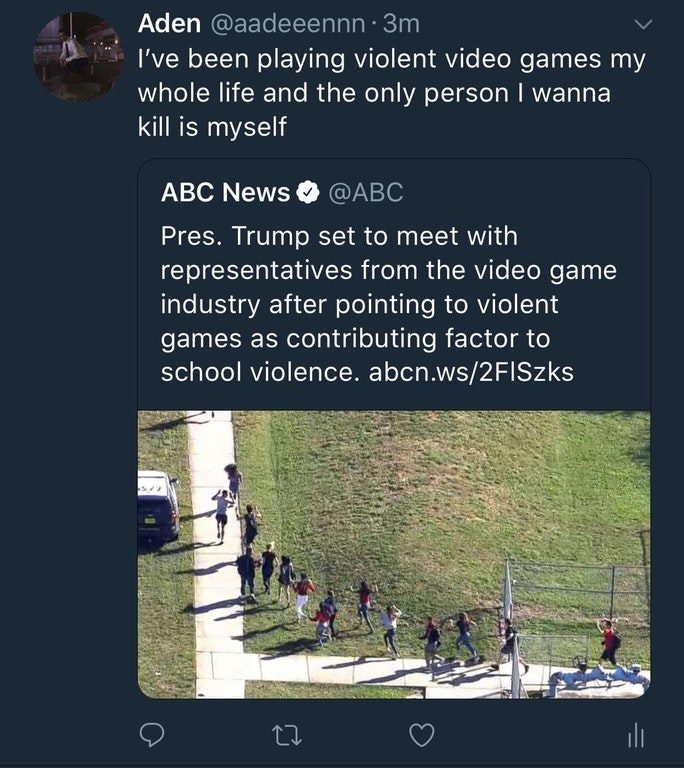 Aden @aadeeennn · 3m
I’ve been playing violent video games my
whole life and the only person I wanna
kill is myself
ABC News @ABC
Pres. Trump set to meet with
representatives from the video game
industry after pointing to violent
games as contributing factor to
school violence. abcn.ws/2FlSzks